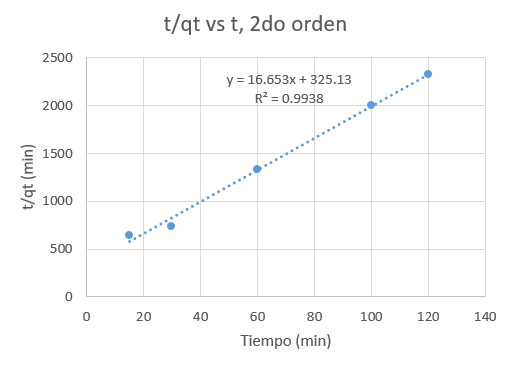 t/qt vs t, 2do orden
2500
y = 16.653x + 325.13
R² = 0.9938
2000
1500
t/qt (min)
1000
500
0
0 20 40 60 80 100 120 140
Tiempo (min)